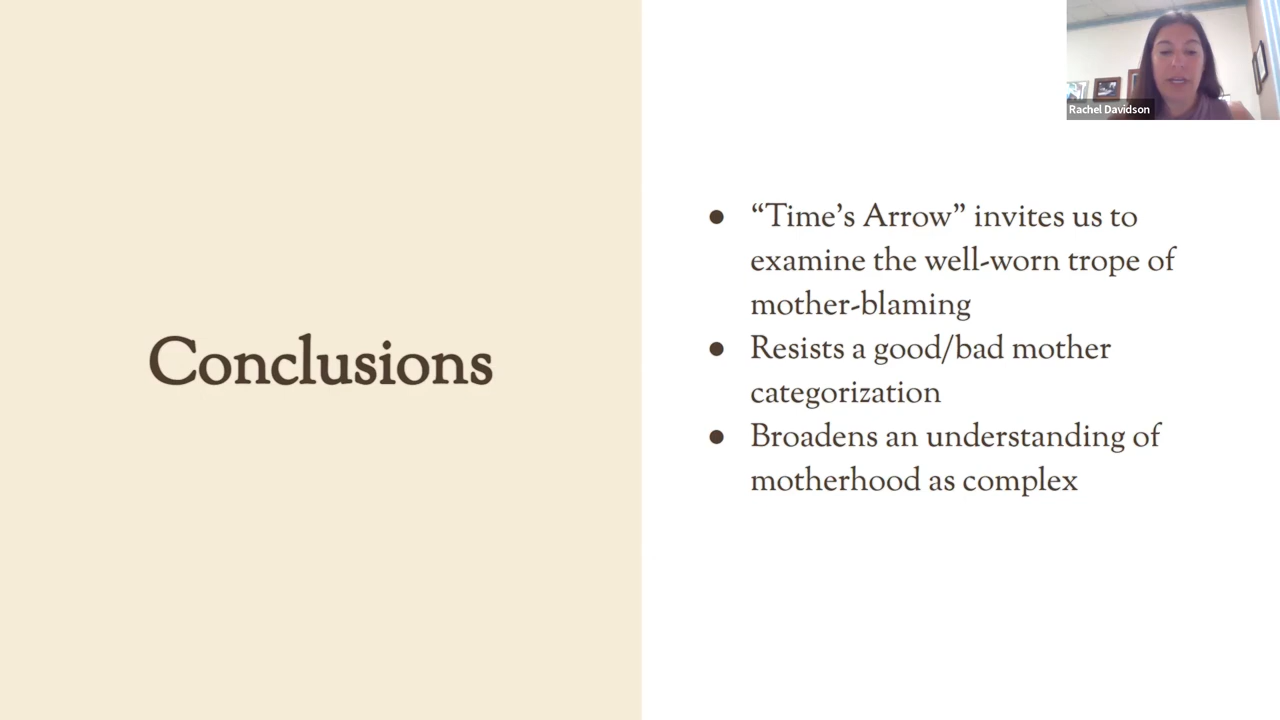 Rachel Davidson
Conclusions
● “Time’s Arrow” invites us to
examine the well-worn trope of
mother-blaming
● Resists a good/bad mother
categorization
● Broadens an understanding of
motherhood as complex